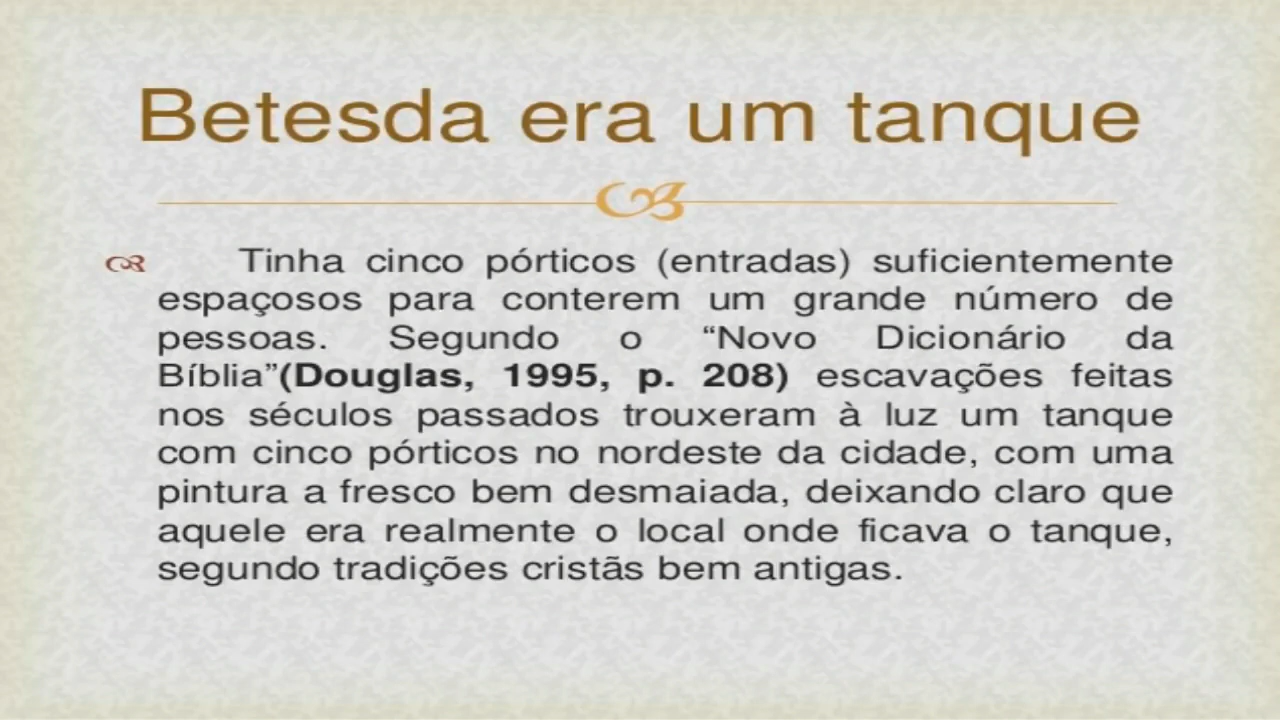 Betesda era um tanque
Tinha cinco pórticos (entradas) suficientemente
espaçosos para conterem um grande número de
pessoas. Segundo o “Novo Dicionário da
Bíblia”(Douglas, 1995, p. 208) escavações feitas
nos séculos passados trouxeram à luz um tanque
com cinco pórticos no nordeste da cidade, com uma
pintura a fresco bem desmaiada, deixando claro que
aquele era realmente o local onde ficava o tanque,
segundo tradições cristãs bem antigas.